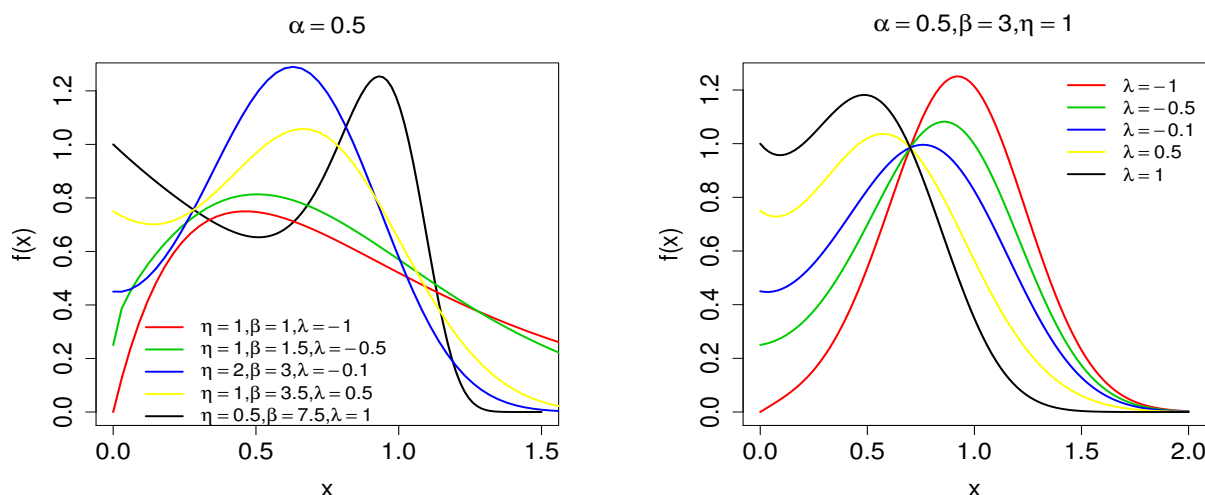 α = 0.5
f(x)
0.0 0.2 0.4 0.6 0.8 1.0 1.2
η = 1,β = 1,λ = −1
η = 1,β = 1.5,λ = −0.5
η = 2,β = 3,λ = −0.1
η = 1,β = 3.5,λ = 0.5
η = 0.5,β = 7.5,λ = 1
0.0 0.5 1.0 1.5
x
α = 0.5,β = 3,η = 1
f(x)
0.0 0.2 0.4 0.6 0.8 1.0 1.2
λ = −1
λ = −0.5
λ = −0.1
λ = 0.5
λ = 1
0.0 0.5 1.0 1.5 2.0
x